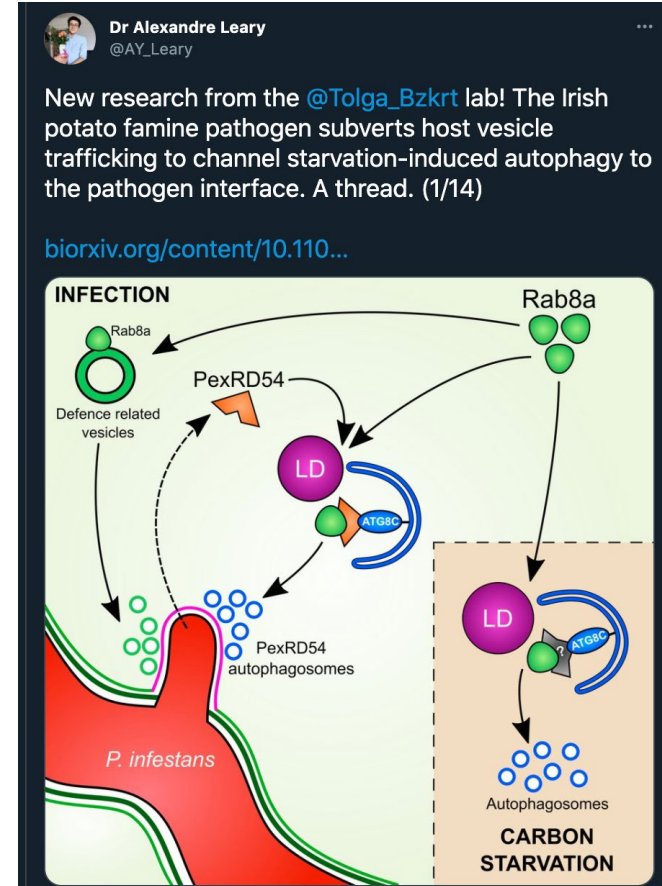 Dr Alexandre Leary
@AY_Leary
New research from the @Tolga_Bzkrt lab! The Irish
potato famine pathogen subverts host vesicle
trafficking to channel starvation-induced autophagy to
the pathogen interface. A thread. (1/14)
biorxiv.org/content/10.110...
INFECTION
Rab8a
Rab8a
PexRD54
Defence related
vesicles
LD
ATG8C
LD
?
ATG8C
PexRD54
autophagosomes
P. infestans
Autophagosomes
CARBON
STARVATION